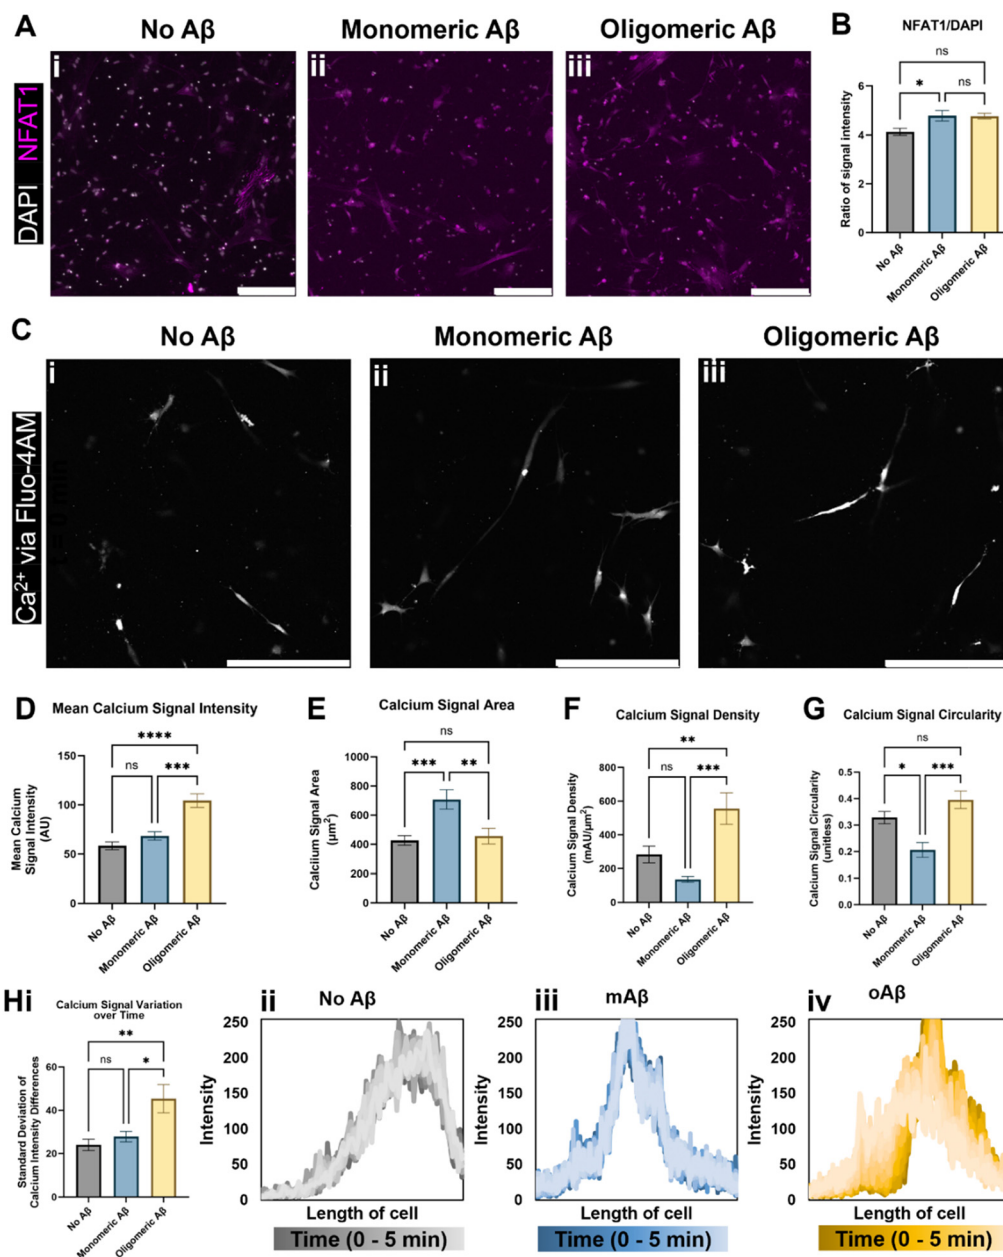 A
No Aβ
Monomeric Aβ
Oligomeric Aβ
DAPI NFAT1
i
ii
iii
B
NFAT1/DAPI
ns
*
ns
Ratio of signal intensity
6
4
2
0
No Aβ
Monomeric Aβ
Oligomeric Aβ
C
No Aβ
Monomeric Aβ
Oligomeric Aβ
Ca²⁺ via Fluo-4AM
i
ii
iii
D
Mean Calcium Signal Intensity
****
ns
***
Mean Calcium
Signal Intensity
(AU)
150
100
50
0
No Aβ
Monomeric Aβ
Oligomeric Aβ
E
Calcium Signal Area
ns
***
**
Calcium Signal Area
(μm²)
1000
800
600
400
200
0
No Aβ
Monomeric Aβ
Oligomeric Aβ
F
Calcium Signal Density
**
ns
***
Calcium Signal Density
(mAU/μm²)
800
600
400
200
0
No Aβ
Monomeric Aβ
Oligomeric Aβ
G
Calcium Signal Circularity
ns
*
***
Calcium Signal Circularity
(unitless)
0.5
0.4
0.3
0.2
0.1
0.0
No Aβ
Monomeric Aβ
Oligomeric Aβ
Hi
Calcium Signal Variation
over Time
**
ns
*
Standard Deviation of
Calcium Intensity Differences
60
40
20
0
No Aβ
Monomeric Aβ
Oligomeric Aβ
ii
No Aβ
Intensity
250
200
150
100
50
0
Length of cell
Time (0 - 5 min)
iii
mAβ
Intensity
250
200
150
100
50
0
Length of cell
Time (0 - 5 min)
iv
oAβ
Intensity
250
200
150
100
50
0
Length of cell
Time (0 - 5 min)